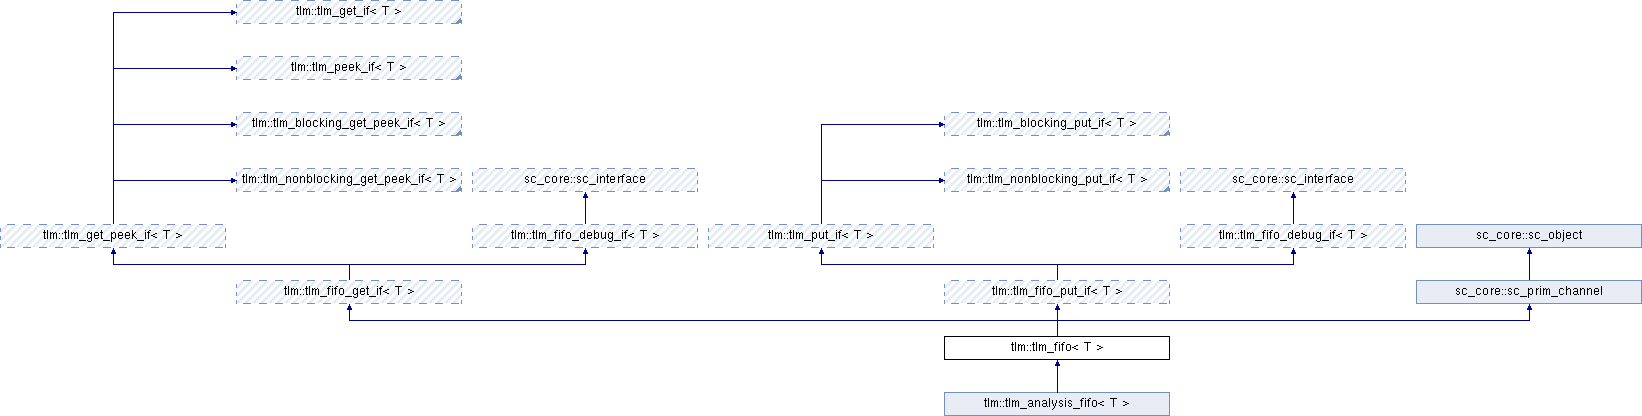 tlm::tlm_get_if< T >
tlm::tlm_peek_if< T >
tlm::tlm_blocking_get_peek_if< T >
tlm::tlm_blocking_put_if< T >
tlm::tlm_nonblocking_get_peek_if< T >
sc_core::sc_interface
tlm::tlm_nonblocking_put_if< T >
sc_core::sc_interface
tlm::tlm_get_peek_if< T >
tlm::tlm_fifo_debug_if< T >
tlm::tlm_put_if< T >
tlm::tlm_fifo_debug_if< T >
sc_core::sc_object
tlm::tlm_fifo_get_if< T >
tlm::tlm_fifo_put_if< T >
sc_core::sc_prim_channel
tlm::tlm_fifo< T >
tlm::tlm_analysis_fifo< T >